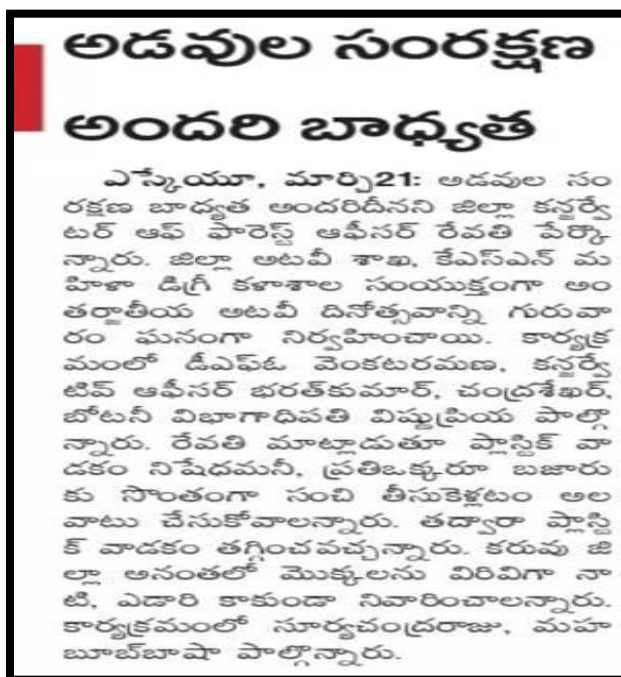 అడవుల సంరక్షణ
అందరి బాధ్యత
ఎస్కేయూ, మార్చి21: అడవుల సం
రక్షణ బాధ్యత అందరిదీనని జిల్లా కన్జర్వే
టర్ ఆఫ్ ఫారెస్ట్ ఆఫీసర్ రేవతి పేర్కొ
న్నారు. జిల్లా అటవీ శాఖ, కేఎస్ఎన్ మ
హిళా డిగ్రీ కళాశాల సంయుక్తంగా అం
తర్జాతీయ అటవీ దినోత్సవాన్ని గురువా
రం ఘనంగా నిర్వహించాయి. కార్యక్ర
మంలో డీఎఫ్ఓ వెంకటరమణ, కన్జర్వే
టివ్ ఆఫీసర్ భరత్‌కుమార్, చంద్రశేఖర్,
బోటనీ విభాగాధిపతి విష్ణుప్రియ పాల్గొ
న్నారు. రేవతి మాట్లాడుతూ ప్లాస్టిక్ వా
డకం నిషేధమనీ, ప్రతిఒక్కరూ బజారు
కు సొంతంగా సంచి తీసుకెళ్లటం అల
వాటు చేసుకోవాలన్నారు. తద్వారా ప్లాస్టి
క్ వాడకం తగ్గించవచ్చన్నారు. కరువు జి
ల్లా అనంతలో మొక్కలను విరివిగా నా
టి, ఎడారి కాకుండా నివారించాలన్నారు.
కార్యక్రమంలో సూర్యచంద్రరాజు, మహ
బూబ్‌బాషా పాల్గొన్నారు.